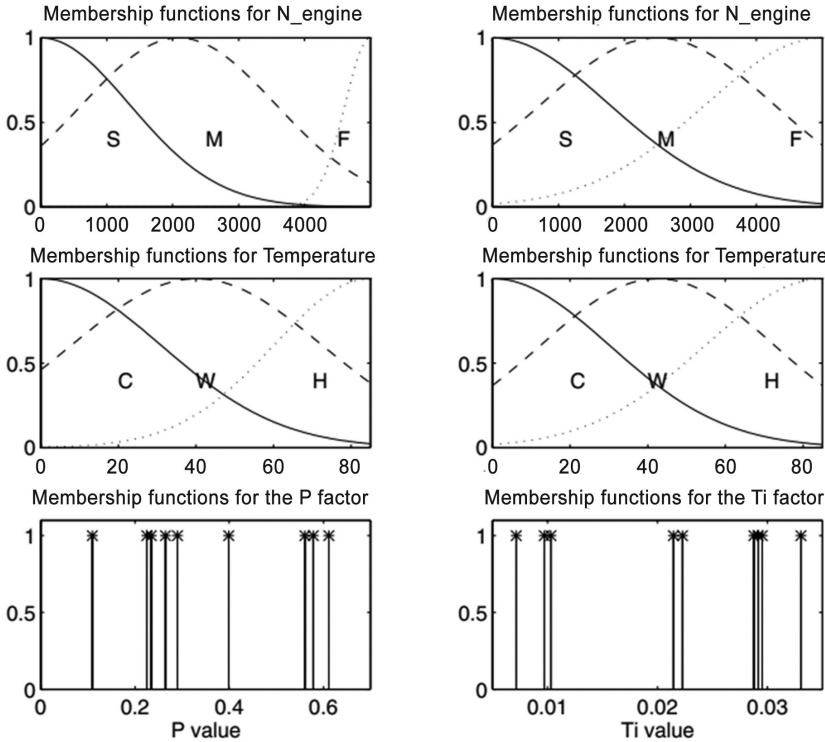 Membership functions for N_engine
1
0.5
0
S
M
F
0 1000 2000 3000 4000
Membership functions for N_engine
1
0.5
0
S
M
F
0 1000 2000 3000 4000
Membership functions for Temperature
1
0.5
0
C
W
H
0 20 40 60 80
Membership functions for Temperature
1
0.5
0
C
W
H
0 20 40 60 80
Membership functions for the P factor
1
0.5
0
0 0.2 0.4 0.6
P value
Membership functions for the Ti factor
1
0.5
0
0.01 0.02 0.03
Ti value